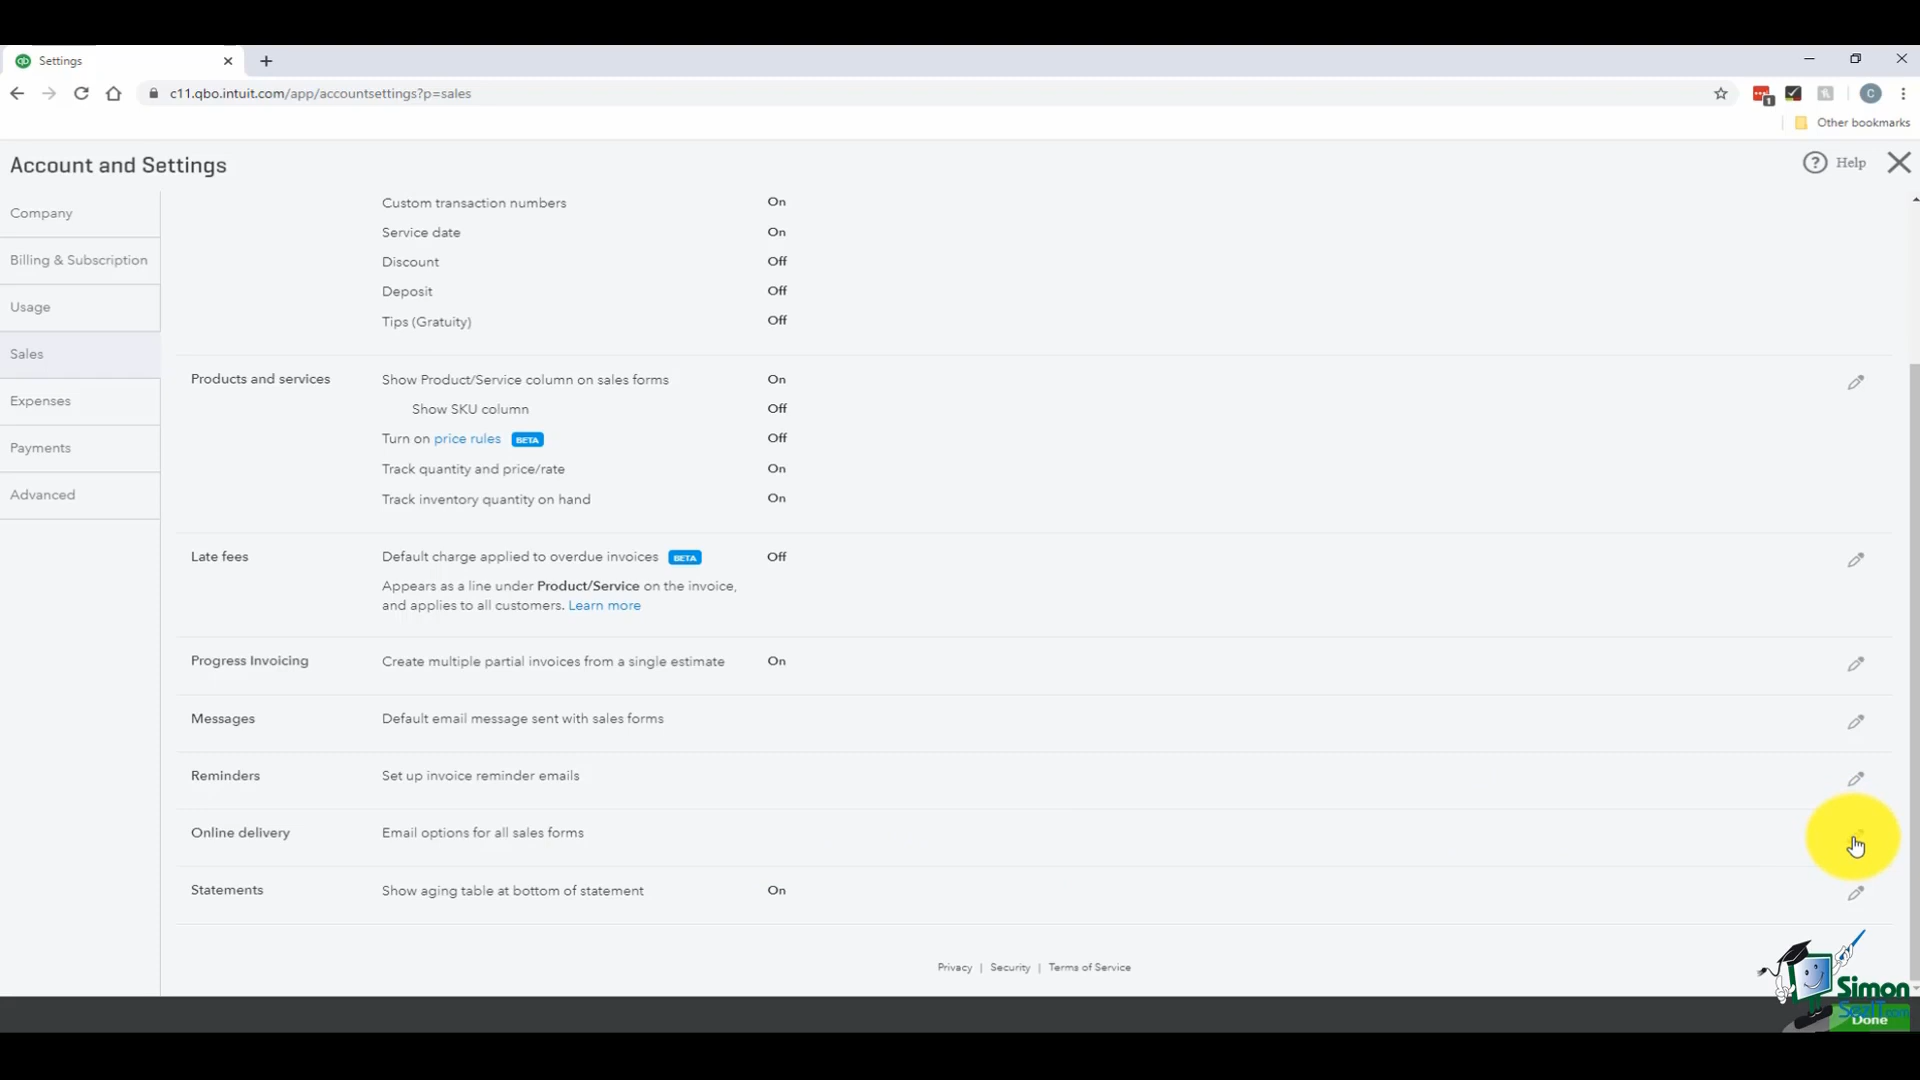 Settings
c11.qbo.intuit.com/app/accountsettings?p=sales
1
C
Other bookmarks
Account and Settings
? Help
Company
Billing & Subscription
Usage
Sales
Expenses
Payments
Advanced
Custom transaction numbers On
Service date On
Discount Off
Deposit Off
Tips (Gratuity) Off
Products and services Show Product/Service column on sales forms On
Show SKU column Off
Turn on price rules BETA Off
Track quantity and price/rate On
Track inventory quantity on hand On
Late fees Default charge applied to overdue invoices BETA Off
Appears as a line under Product/Service on the invoice,
and applies to all customers. Learn more
Progress Invoicing Create multiple partial invoices from a single estimate On
Messages Default email message sent with sales forms
Reminders Set up invoice reminder emails
Online delivery Email options for all sales forms
Statements Show aging table at bottom of statement On
Privacy | Security | Terms of Service
Simon
SezIT.com
Done